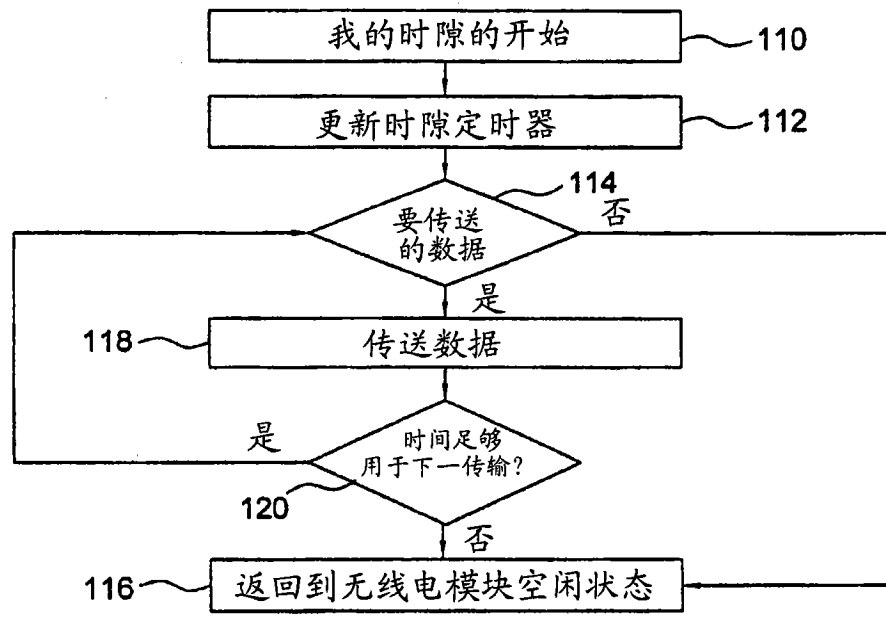 我的时隙的开始
110
更新时隙定时器
112
114
要传送
的数据
否
是
118
传送数据
是
时间足够
用于下一传输?
120
否
116
返回到无线电模块空闲状态